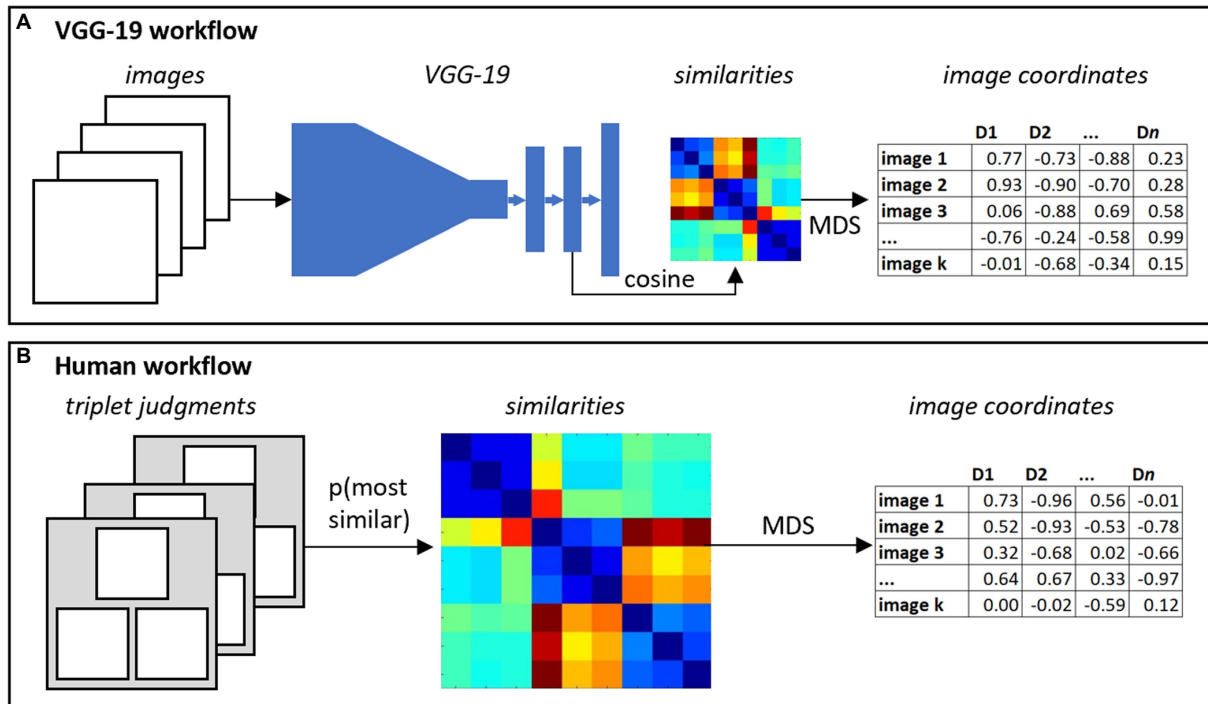 A
VGG-19 workflow
images
VGG-19
similarities
image coordinates
D1 D2 ... Dn
image 1 0.77 -0.73 -0.88 0.23
image 2 0.93 -0.90 -0.70 0.28
image 3 0.06 -0.88 0.69 0.58
... -0.76 -0.24 -0.58 0.99
image k -0.01 -0.68 -0.34 0.15
MDS
cosine
B
Human workflow
triplet judgments
similarities
image coordinates
p(most
similar)
MDS
D1 D2 ... Dn
image 1 0.73 -0.96 0.56 -0.01
image 2 0.52 -0.93 -0.53 -0.78
image 3 0.32 -0.68 0.02 -0.66
... 0.64 0.67 0.33 -0.97
image k 0.00 -0.02 -0.59 0.12